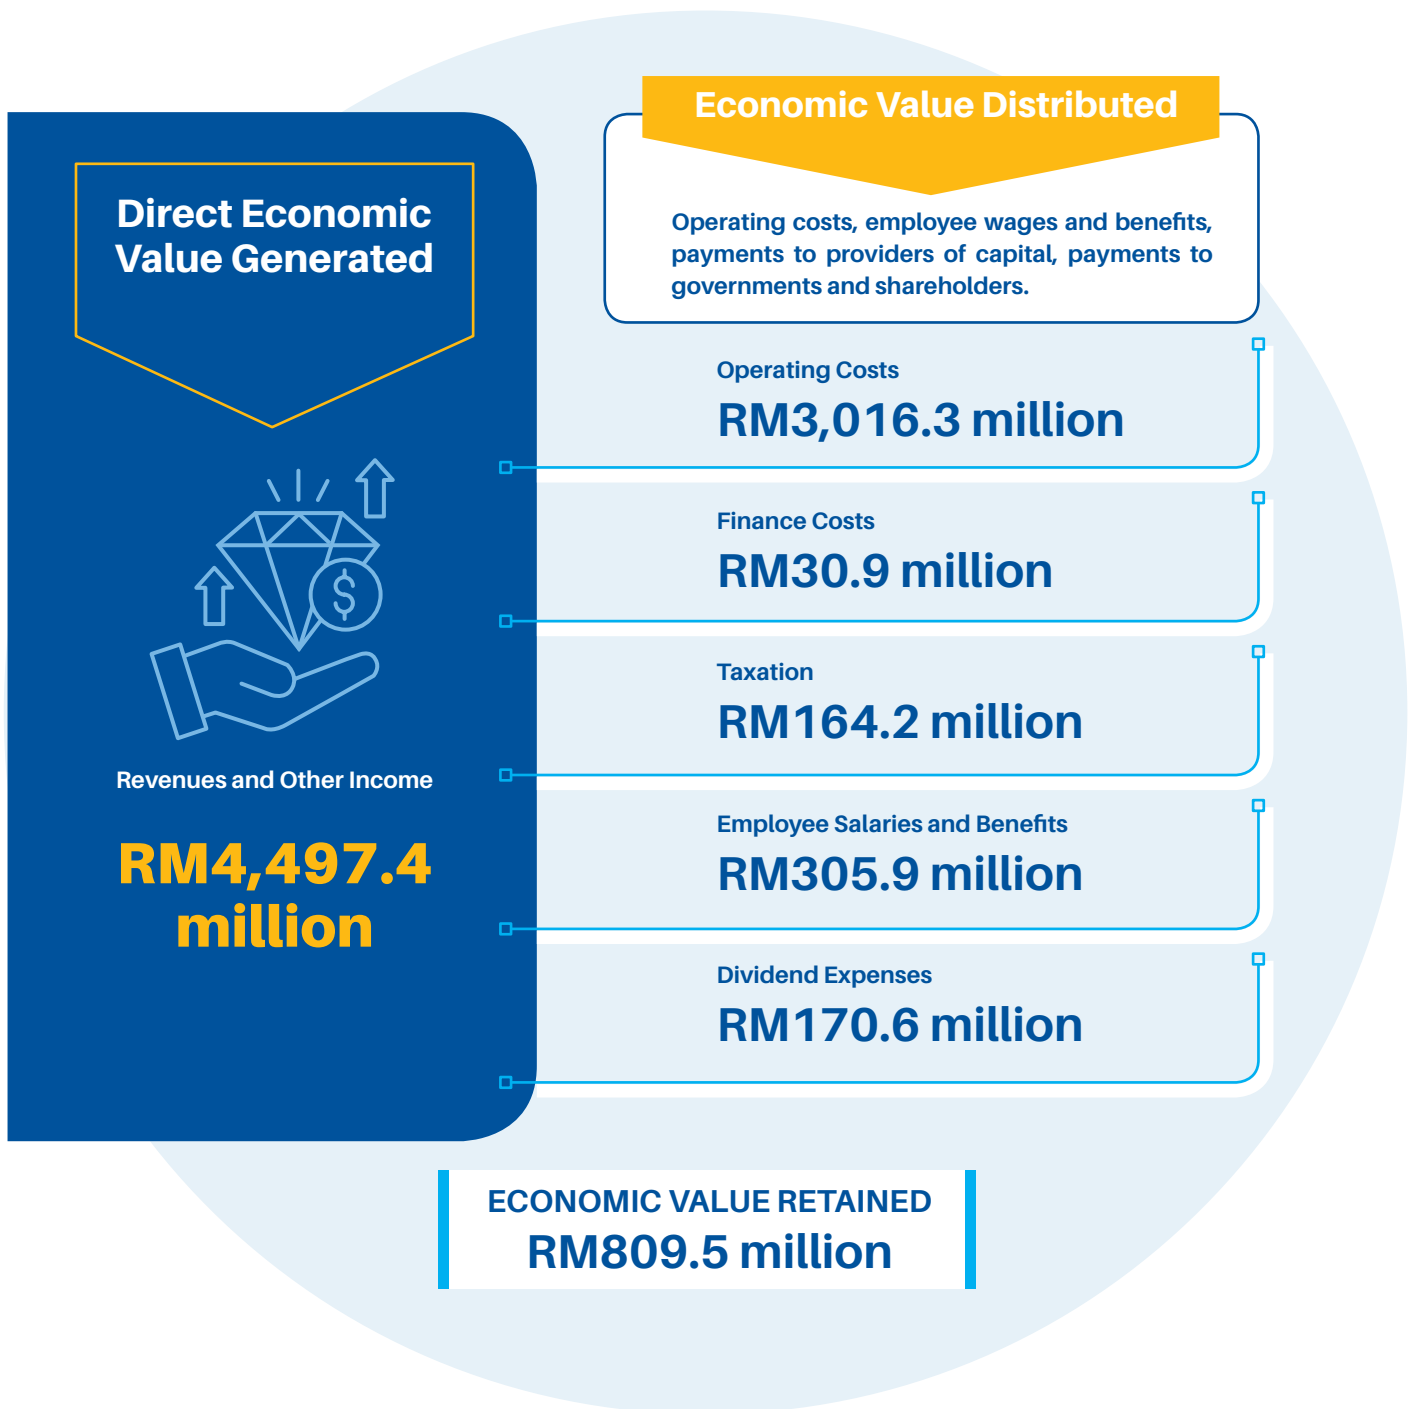 Direct Economic
Value Generated
Revenues and Other Income
RM4,497.4
million
Economic Value Distributed
Operating costs, employee wages and benefits,
payments to providers of capital, payments to
governments and shareholders.
Operating Costs
RM3,016.3 million
Finance Costs
RM30.9 million
Taxation
RM164.2 million
Employee Salaries and Benefits
RM305.9 million
Dividend Expenses
RM170.6 million
ECONOMIC VALUE RETAINED
RM809.5 million